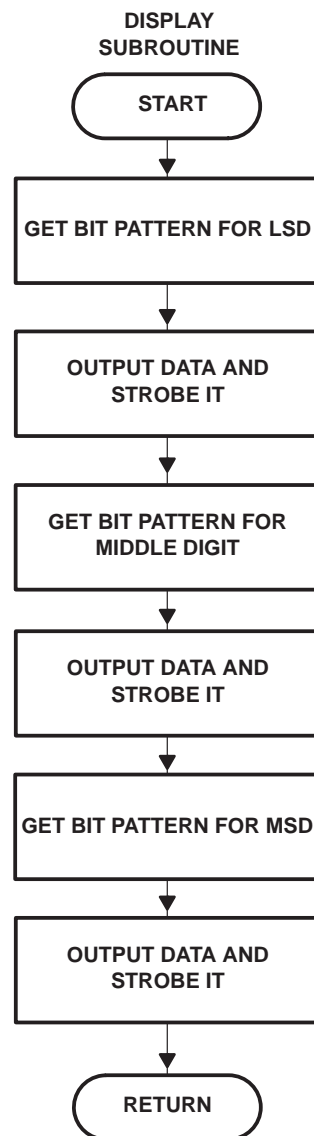 DISPLAY
SUBROUTINE
START
GET BIT PATTERN FOR LSD
OUTPUT DATA AND
STROBE IT
GET BIT PATTERN FOR
MIDDLE DIGIT
OUTPUT DATA AND
STROBE IT
GET BIT PATTERN FOR MSD
OUTPUT DATA AND
STROBE IT
RETURN